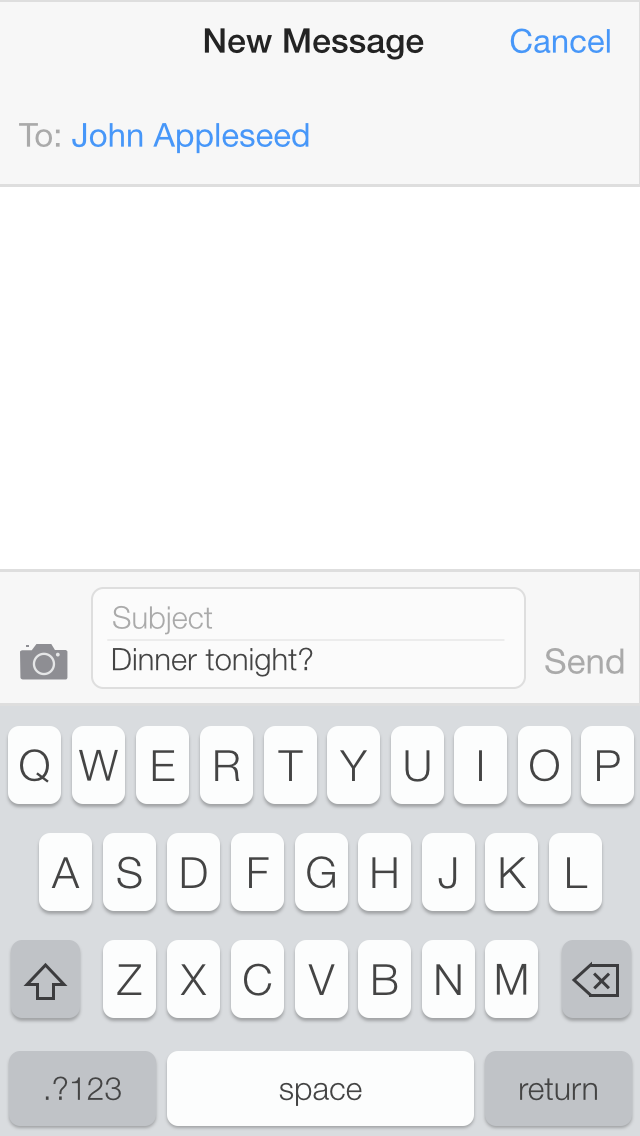 New Message Cancel
To: John Appleseed
Subject
Dinner tonight?
Send
Q W E R T Y U I O P
A S D F G H J K L
Z X C V B N M
.?123 space return